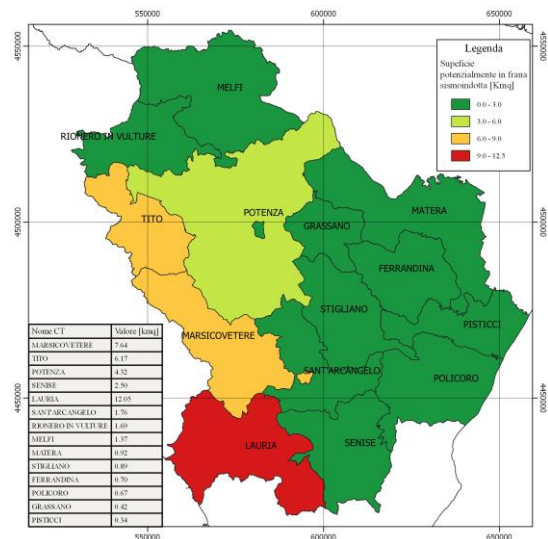 550000 600000 650000
4550000
4550000
Legenda
Supeficie
potenzialmente in frana
sismoindotta [Kmq]
0.0 - 3.0
3.0 - 6.0
6.0 - 9.0
9.0 - 12.5
MELFI
RIONERO IN VULTURE
4500000
4500000
TITO
POTENZA
MATERA
GRASSANO
FERRANDINA
STIGLIANO
PISTICCI
MARSICOVETERE
SANT'ARCANGELO
POLICORO
4450000
4450000
LAURIA
SENISE
Nome CT Valore [kmq]
MARSICOVETERE 7.64
TITO 6.17
POTENZA 4.32
SENISE 2.50
LAURIA 12.05
SANT'ARCANGELO 1.76
RIONERO IN VULTURE 1.69
MELFI 1.37
MATERA 0.92
STIGLIANO 0.89
FERRANDINA 0.70
POLICORO 0.67
GRASSANO 0.42
PISTICCI 0.34
550000 600000 650000